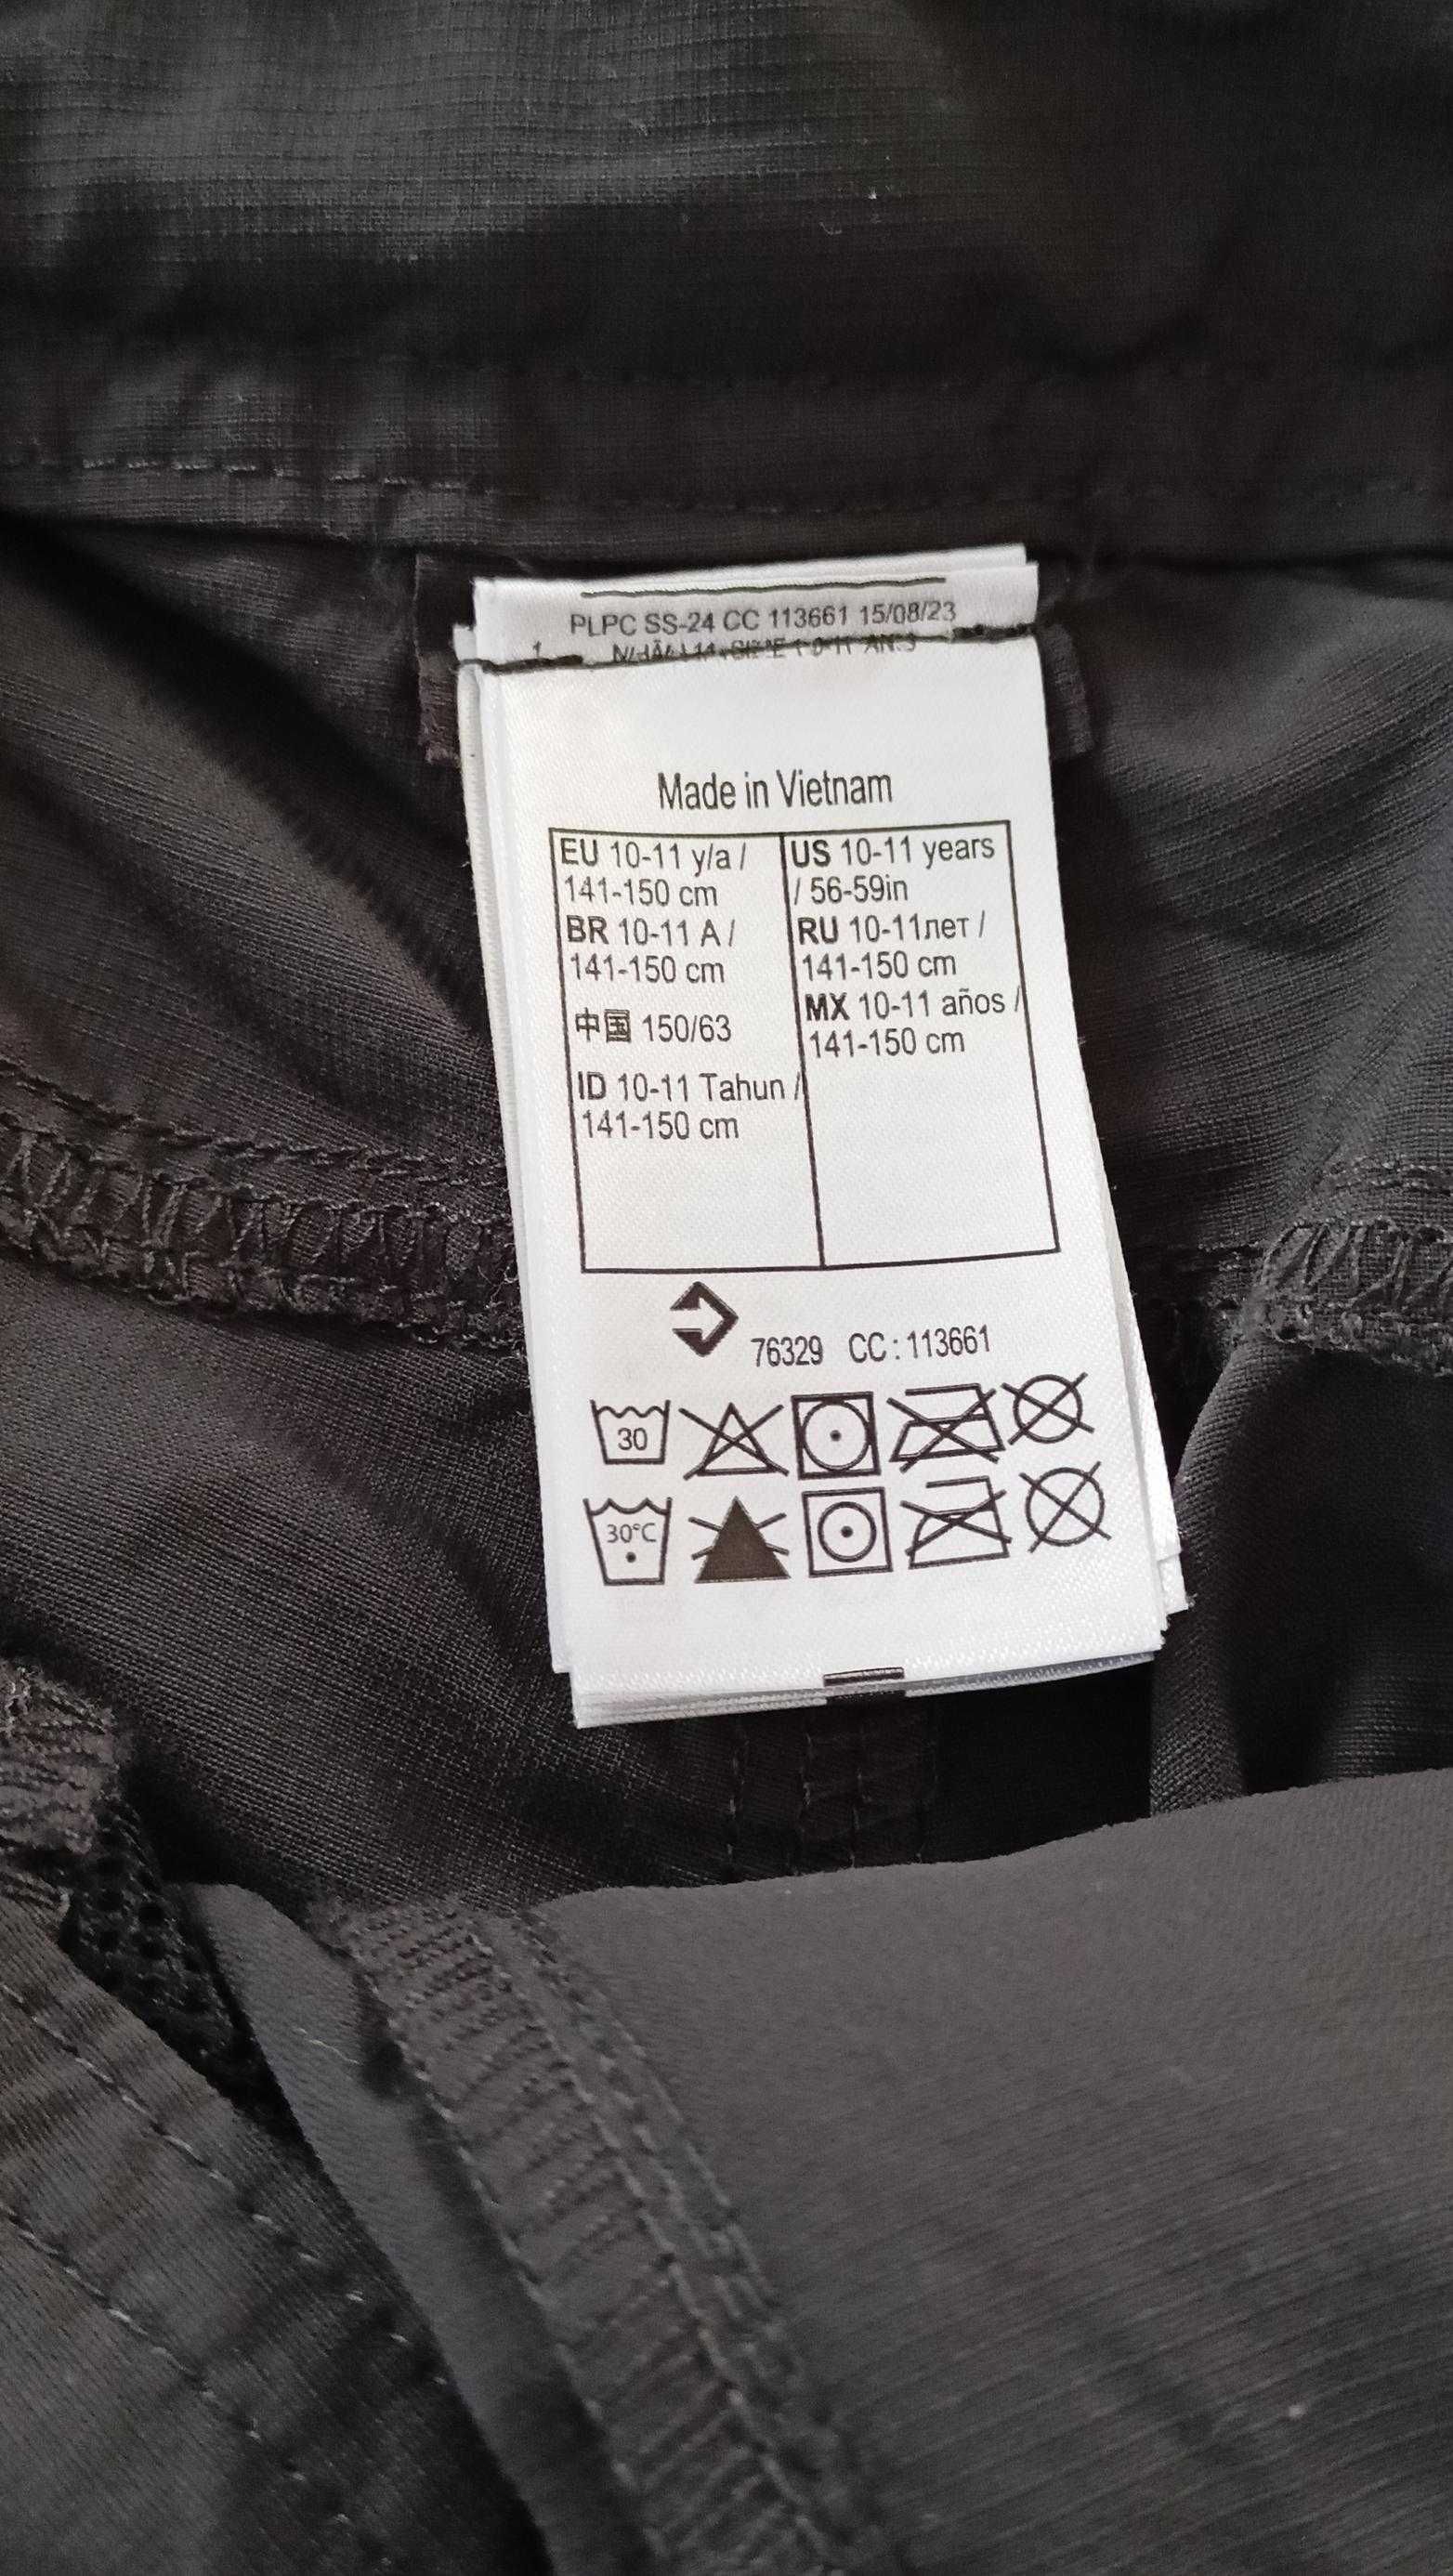 PLPC SS-24 CC 113661 15/08/23
Made in Vietnam
EU 10-11 y/a /
141-150 cm
BR 10-11 A /
141-150 cm
中国 150/63
ID 10-11 Tahun /
141-150 cm
US 10-11 years
/ 56-59in
RU 10-11лет /
141-150 cm
MX 10-11 años /
141-150 cm
76329 CC : 113661
30
30°C